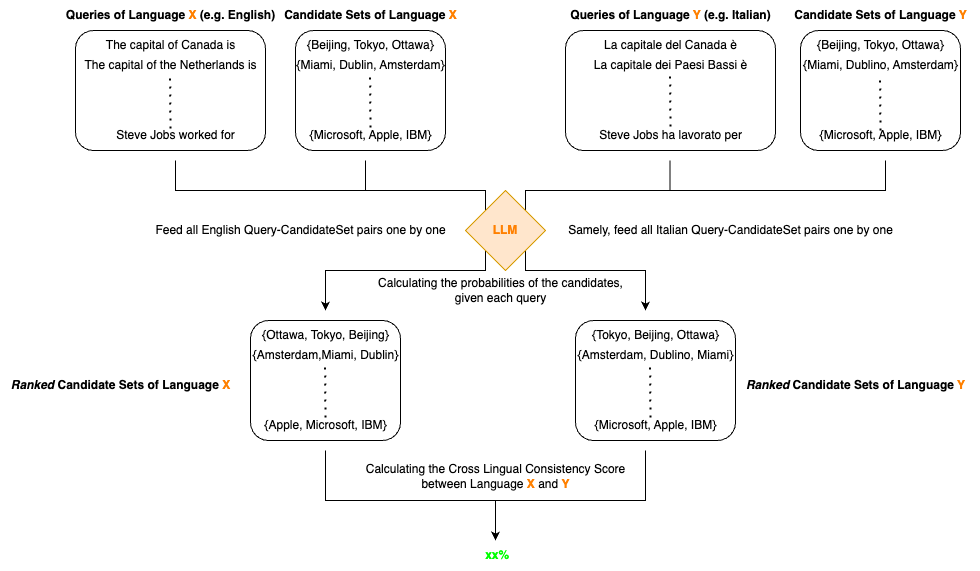 Queries of Language X (e.g. English)
Candidate Sets of Language X
Queries of Language Y (e.g. Italian)
Candidate Sets of Language Y
The capital of Canada is
The capital of the Netherlands is
Steve Jobs worked for
{Beijing, Tokyo, Ottawa}
{Miami, Dublin, Amsterdam}
{Microsoft, Apple, IBM}
La capitale del Canada è
La capitale dei Paesi Bassi è
Steve Jobs ha lavorato per
{Beijing, Tokyo, Ottawa}
{Miami, Dublino, Amsterdam}
{Microsoft, Apple, IBM}
Feed all English Query-CandidateSet pairs one by one
LLM
Samely, feed all Italian Query-CandidateSet pairs one by one
Calculating the probabilities of the candidates,
given each query
{Ottawa, Tokyo, Beijing}
{Amsterdam,Miami, Dublin}
{Apple, Microsoft, IBM}
{Tokyo, Beijing, Ottawa}
{Amsterdam, Dublino, Miami}
{Microsoft, Apple, IBM}
Ranked Candidate Sets of Language X
Ranked Candidate Sets of Language Y
Calculating the Cross Lingual Consistency Score
between Language X and Y
xx%